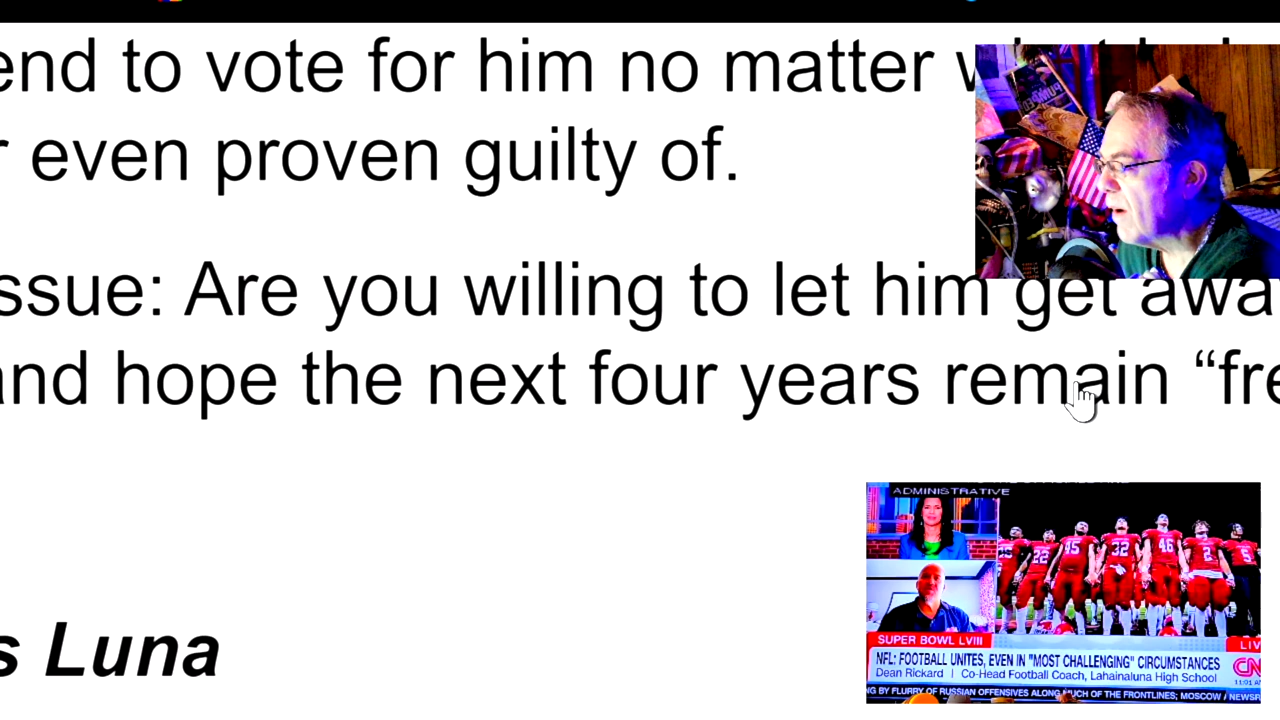 end to vote for him no matter
r even proven guilty of.
ssue: Are you willing to let him get awa
and hope the next four years remain “fre
s Luna
ADMINISTRATIVE
45
22
32
46
2
5
SUPER BOWL LVIII
LIV
NFL: FOOTBALL UNITES, EVEN IN "MOST CHALLENGING" CIRCUMSTANCES
CN
Dean Rickard | Co-Head Football Coach, Lahainaluna High School
NG BY FLURRY OF RUSSIAN OFFENSIVES ALONG MUCH OF THE FRONTLINES; MOSCOW
NEWSR